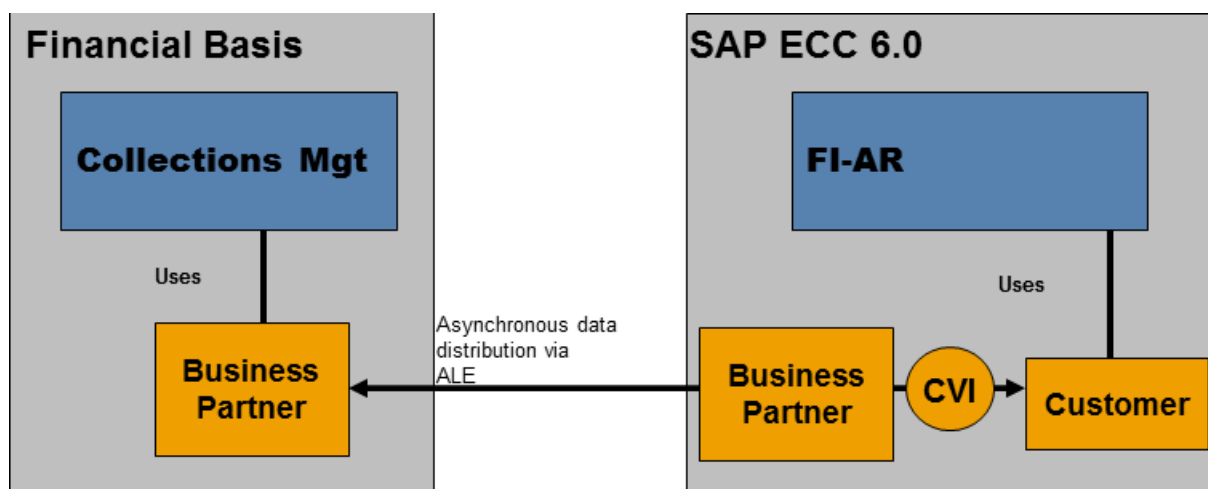 Financial Basis
Collections Mgt
Uses
Business
Partner
Asynchronous data
distribution via
ALE
SAP ECC 6.0
FI-AR
Uses
Business
Partner
CVI
Customer